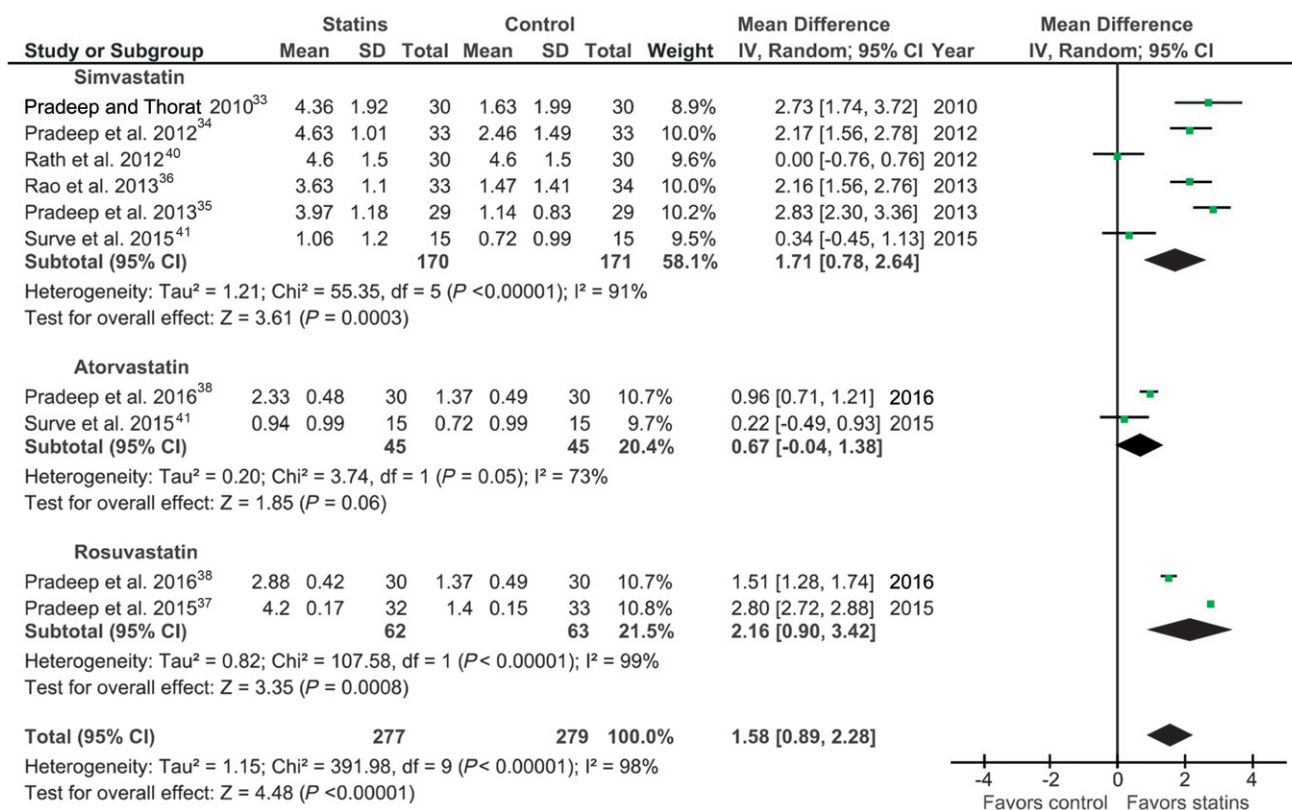 Statins Control Mean Difference Mean Difference
Study or Subgroup Mean SD Total Mean SD Total Weight IV, Random; 95% CI Year IV, Random; 95% CI
Simvastatin
Pradeep and Thorat 2010³³ 4.36 1.92 30 1.63 1.99 30 8.9% 2.73 [1.74, 3.72] 2010
Pradeep et al. 2012³⁴ 4.63 1.01 33 2.46 1.49 33 10.0% 2.17 [1.56, 2.78] 2012
Rath et al. 2012⁴⁰ 4.6 1.5 30 4.6 1.5 30 9.6% 0.00 [-0.76, 0.76] 2012
Rao et al. 2013³⁶ 3.63 1.1 33 1.47 1.41 34 10.0% 2.16 [1.56, 2.76] 2013
Pradeep et al. 2013³⁵ 3.97 1.18 29 1.14 0.83 29 10.2% 2.83 [2.30, 3.36] 2013
Surve et al. 2015⁴¹ 1.06 1.2 15 0.72 0.99 15 9.5% 0.34 [-0.45, 1.13] 2015
Subtotal (95% CI) 170 171 58.1% 1.71 [0.78, 2.64]
Heterogeneity: Tau² = 1.21; Chi² = 55.35, df = 5 (P <0.00001); I² = 91%
Test for overall effect: Z = 3.61 (P = 0.0003)
Atorvastatin
Pradeep et al. 2016³⁸ 2.33 0.48 30 1.37 0.49 30 10.7% 0.96 [0.71, 1.21] 2016
Surve et al. 2015⁴¹ 0.94 0.99 15 0.72 0.99 15 9.7% 0.22 [-0.49, 0.93] 2015
Subtotal (95% CI) 45 45 20.4% 0.67 [-0.04, 1.38]
Heterogeneity: Tau² = 0.20; Chi² = 3.74, df = 1 (P = 0.05); I² = 73%
Test for overall effect: Z = 1.85 (P = 0.06)
Rosuvastatin
Pradeep et al. 2016³⁸ 2.88 0.42 30 1.37 0.49 30 10.7% 1.51 [1.28, 1.74] 2016
Pradeep et al. 2015³⁷ 4.2 0.17 32 1.4 0.15 33 10.8% 2.80 [2.72, 2.88] 2015
Subtotal (95% CI) 62 63 21.5% 2.16 [0.90, 3.42]
Heterogeneity: Tau² = 0.82; Chi² = 107.58, df = 1 (P< 0.00001); I² = 99%
Test for overall effect: Z = 3.35 (P = 0.0008)
Total (95% CI) 277 279 100.0% 1.58 [0.89, 2.28]
Heterogeneity: Tau² = 1.15; Chi² = 391.98, df = 9 (P< 0.00001); I² = 98%
Test for overall effect: Z = 4.48 (P <0.00001)
-4 -2 0 2 4
Favors control Favors statins